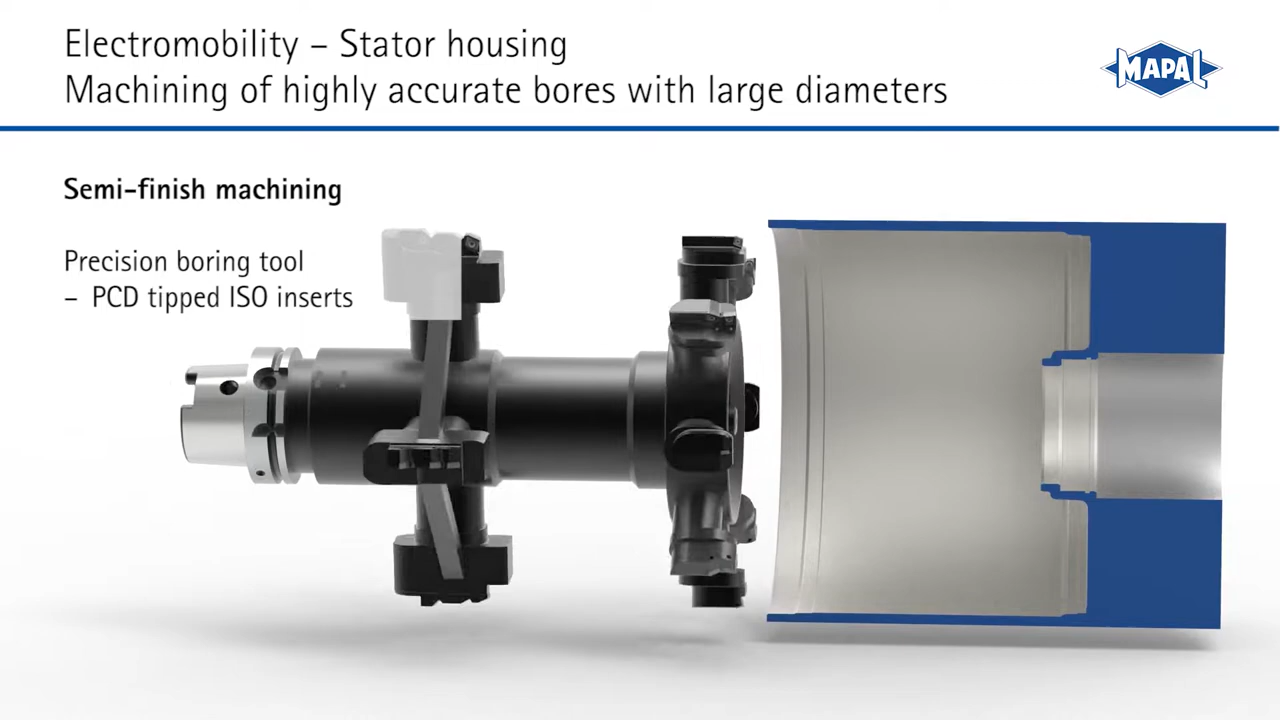 Electromobility – Stator housing
Machining of highly accurate bores with large diameters
MAPAL
Semi-finish machining
Precision boring tool
– PCD tipped ISO inserts